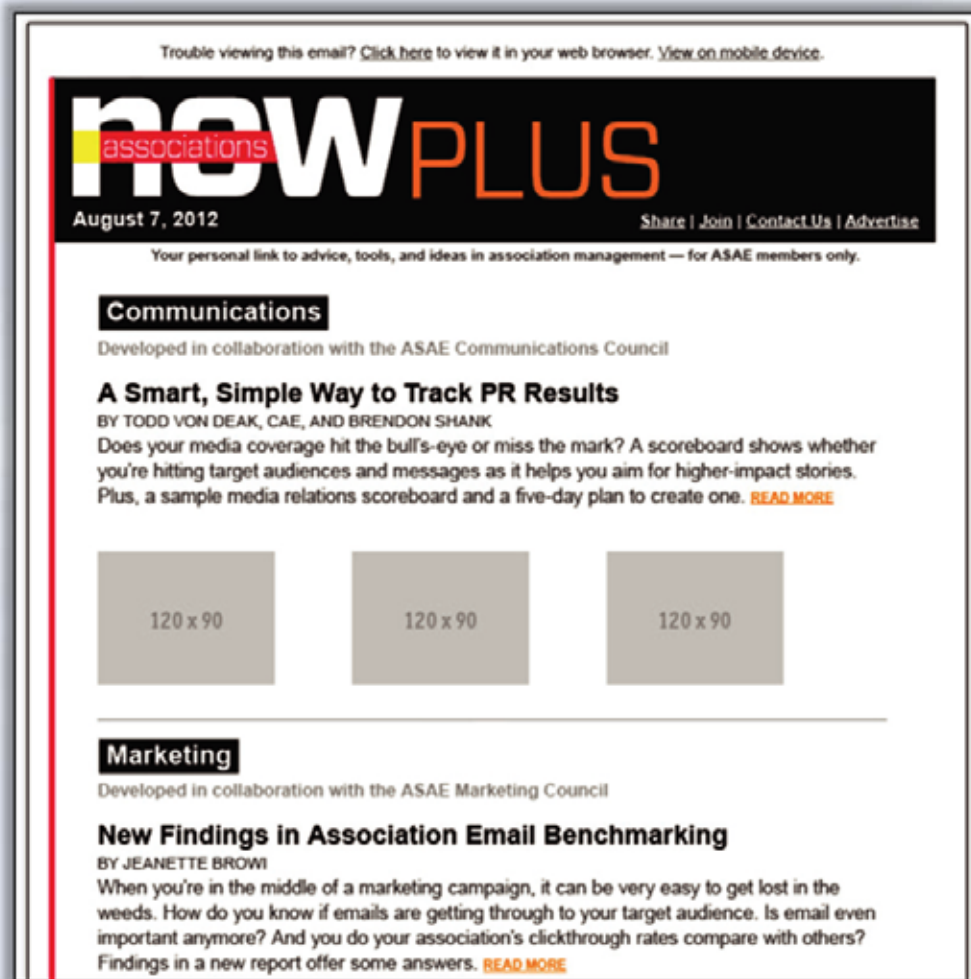 Trouble viewing this email? Click here to view it in your web browser. View on mobile device.
now PLUS
associations
August 7, 2012
Share | Join | Contact Us | Advertise
Your personal link to advice, tools, and ideas in association management — for ASAE members only.
Communications
Developed in collaboration with the ASAE Communications Council
A Smart, Simple Way to Track PR Results
BY TODD VON DEAK, CAE, AND BRENDON SHANK
Does your media coverage hit the bull's-eye or miss the mark? A scoreboard shows whether
you're hitting target audiences and messages as it helps you aim for higher-impact stories.
Plus, a sample media relations scoreboard and a five-day plan to create one. READ MORE
120 x 90
120 x 90
120 x 90
Marketing
Developed in collaboration with the ASAE Marketing Council
New Findings in Association Email Benchmarking
BY JEANETTE BROWI
When you're in the middle of a marketing campaign, it can be very easy to get lost in the
weeds. How do you know if emails are getting through to your target audience. Is email even
important anymore? And you do your association's clickthrough rates compare with others?
Findings in a new report offer some answers. READ MORE